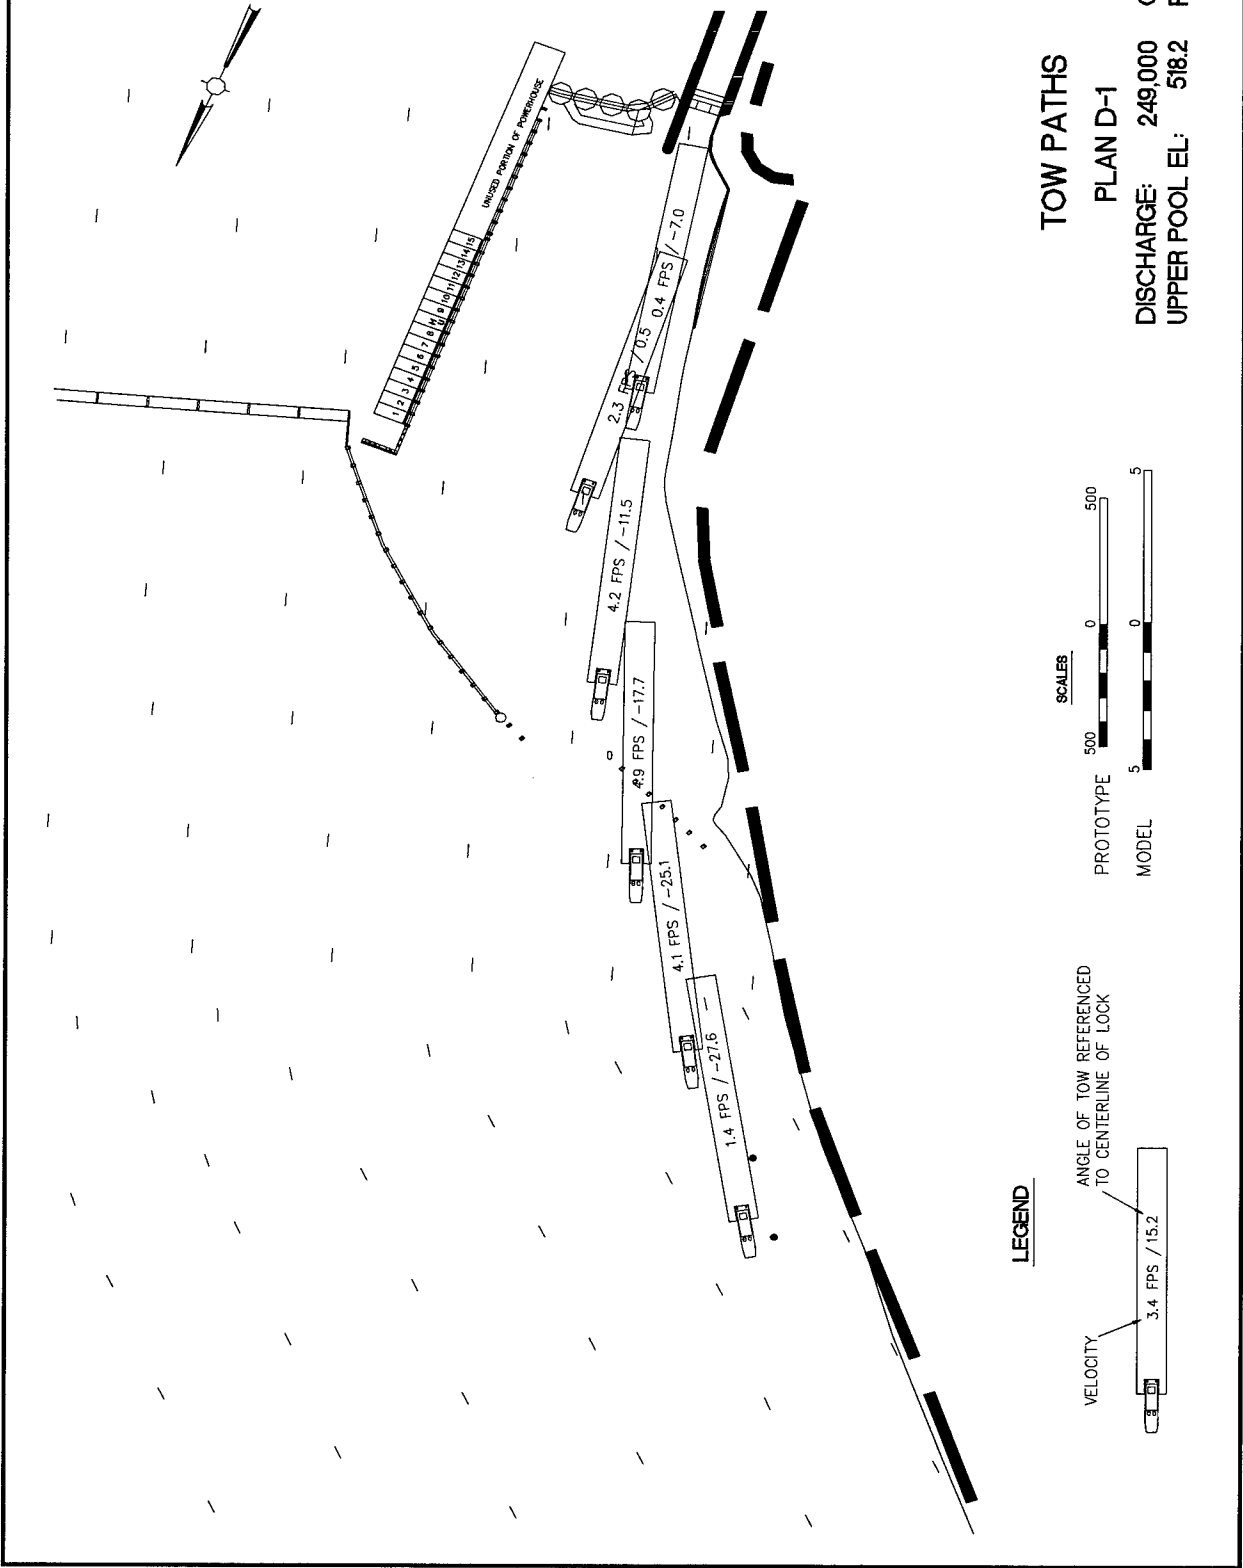 UNUSED PORTION OF POWERHOUSE
1 2 3 4 5 6 7 8 9 10 11 12 13 14 15
0.4 FPS / -7.0
2.3 FPS / 0.5
4.2 FPS / -11.5
4.9 FPS / -17.7
4.1 FPS / -25.1
1.4 FPS / -27.6
LEGEND
VELOCITY
ANGLE OF TOW REFERENCED
TO CENTERLINE OF LOCK
3.4 FPS / 15.2
SCALES
PROTOTYPE 500 0 500
MODEL 5 0 5
TOW PATHS
PLAN D-1
DISCHARGE: 249,000
UPPER POOL EL: 518.2